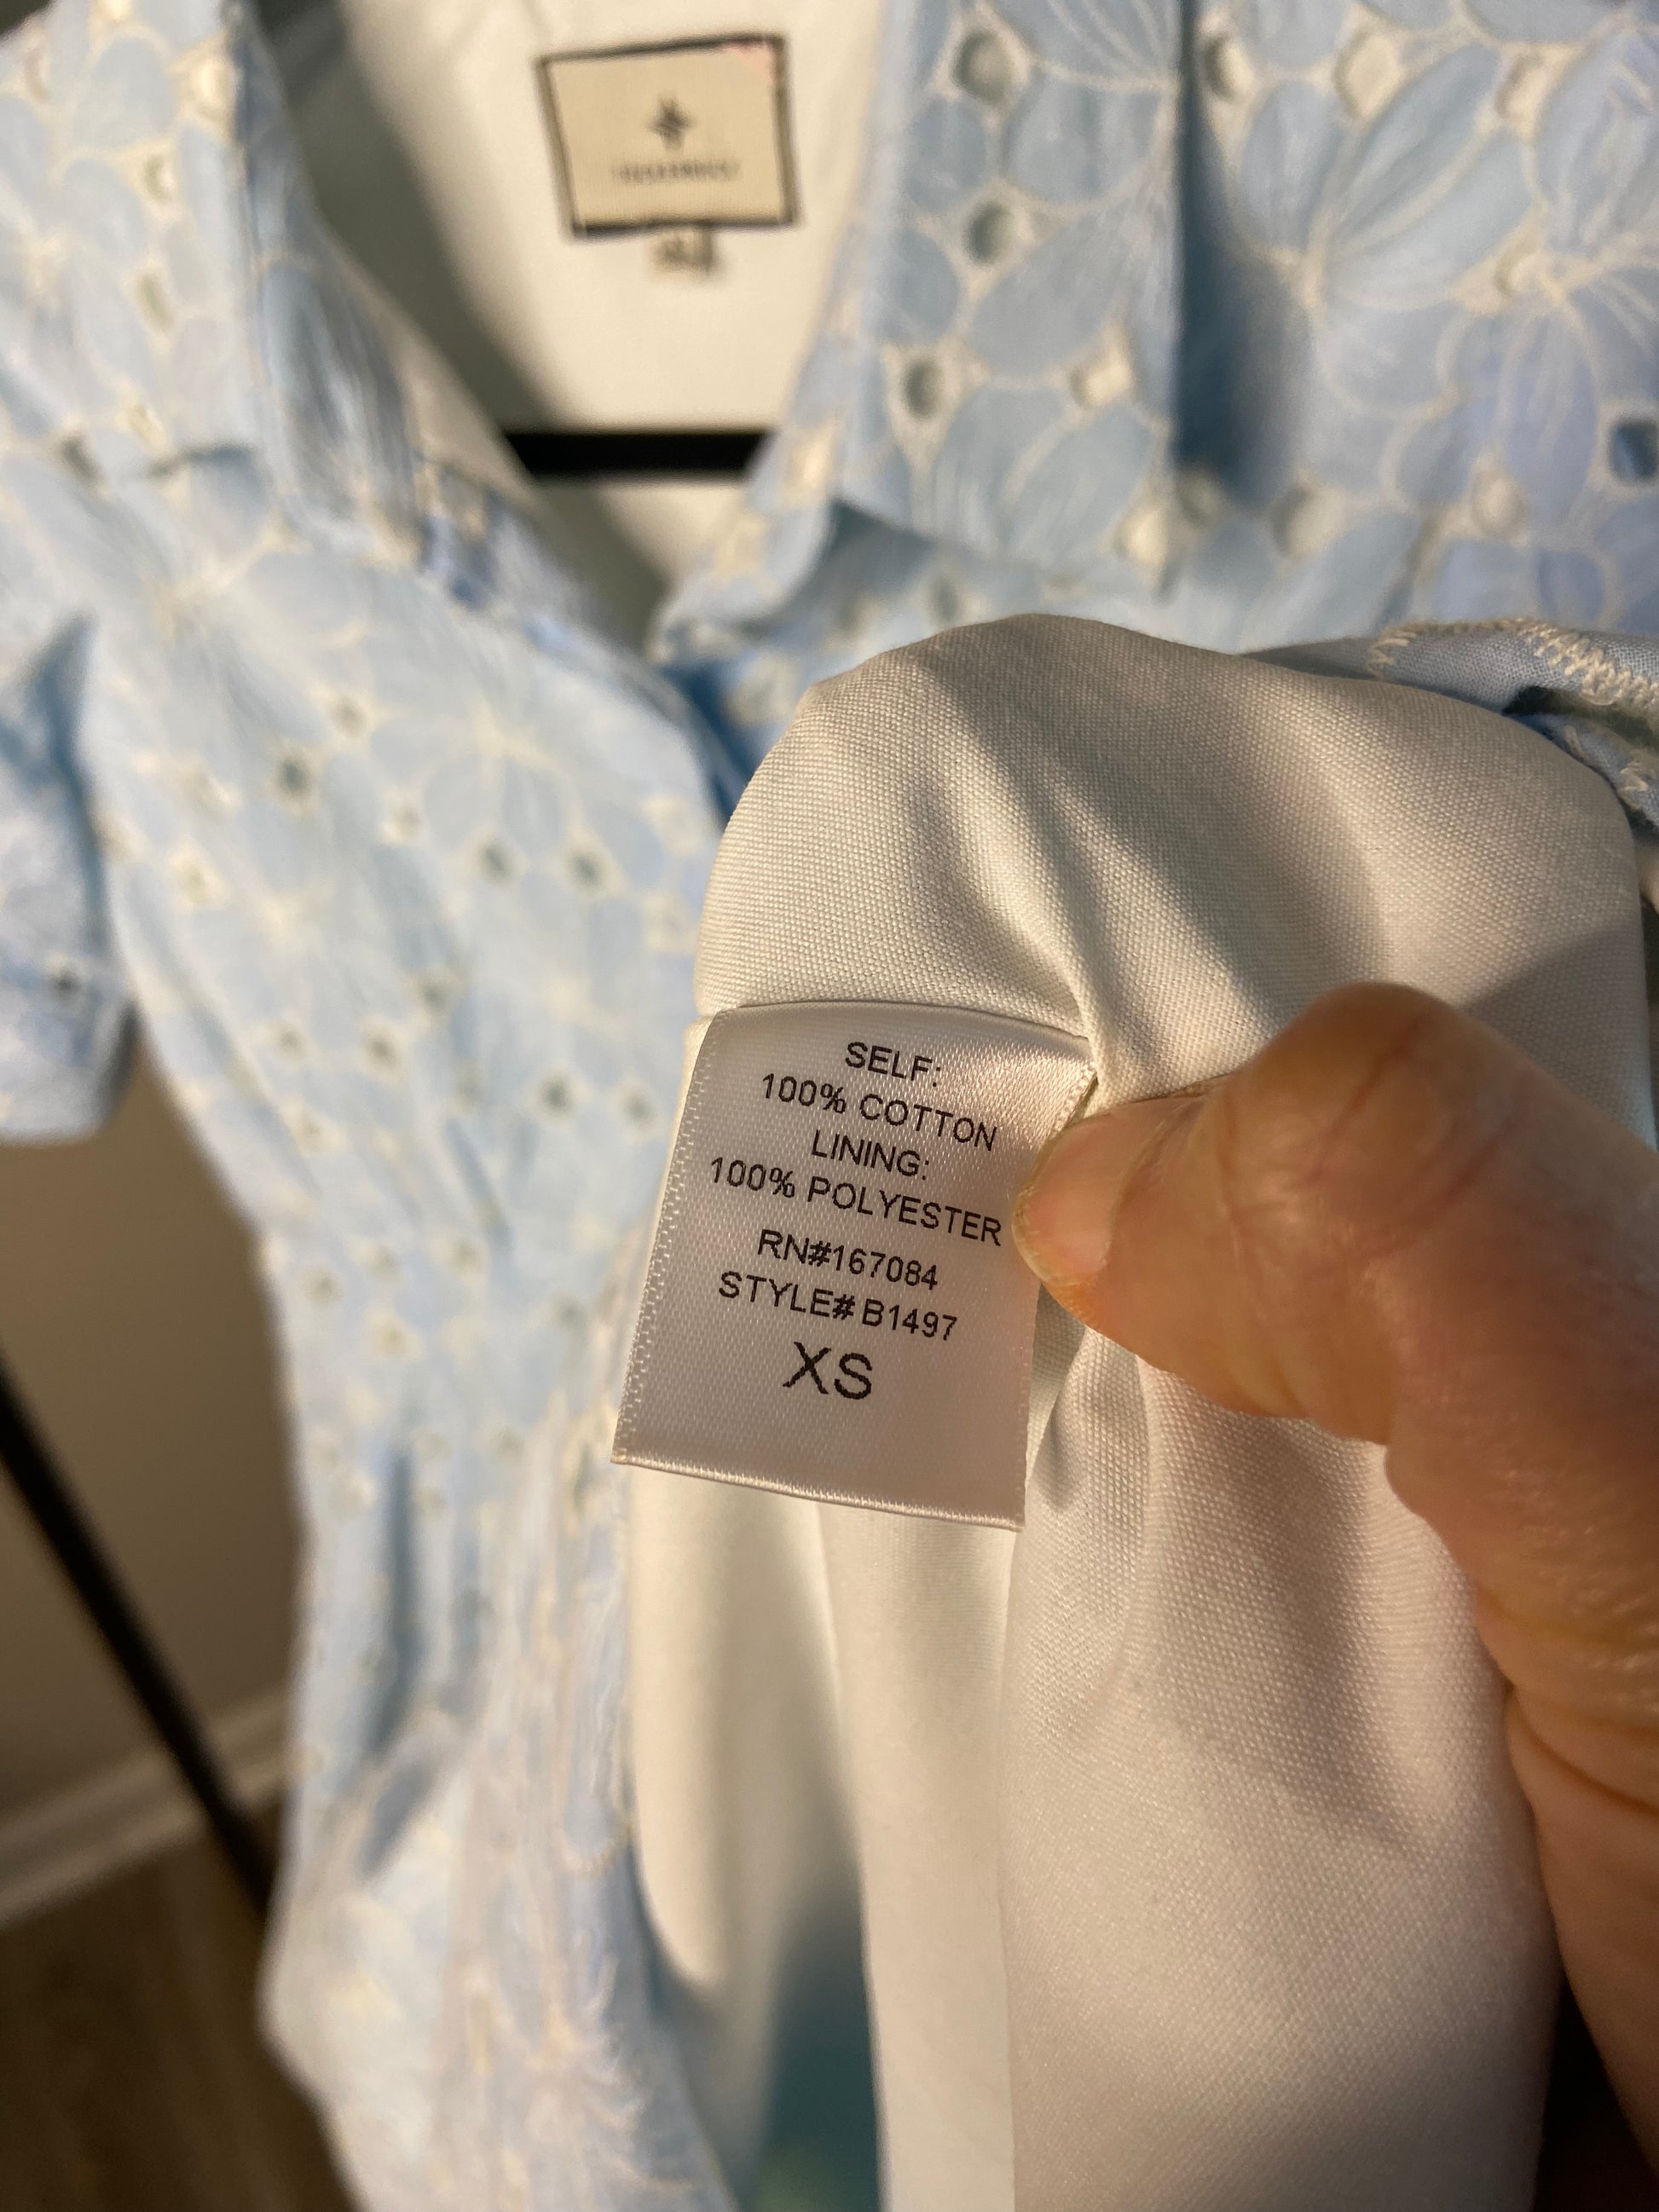 SELF:
100% COTTON
LINING:
100% POLYESTER
RN#167084
STYLE# B1497
XS